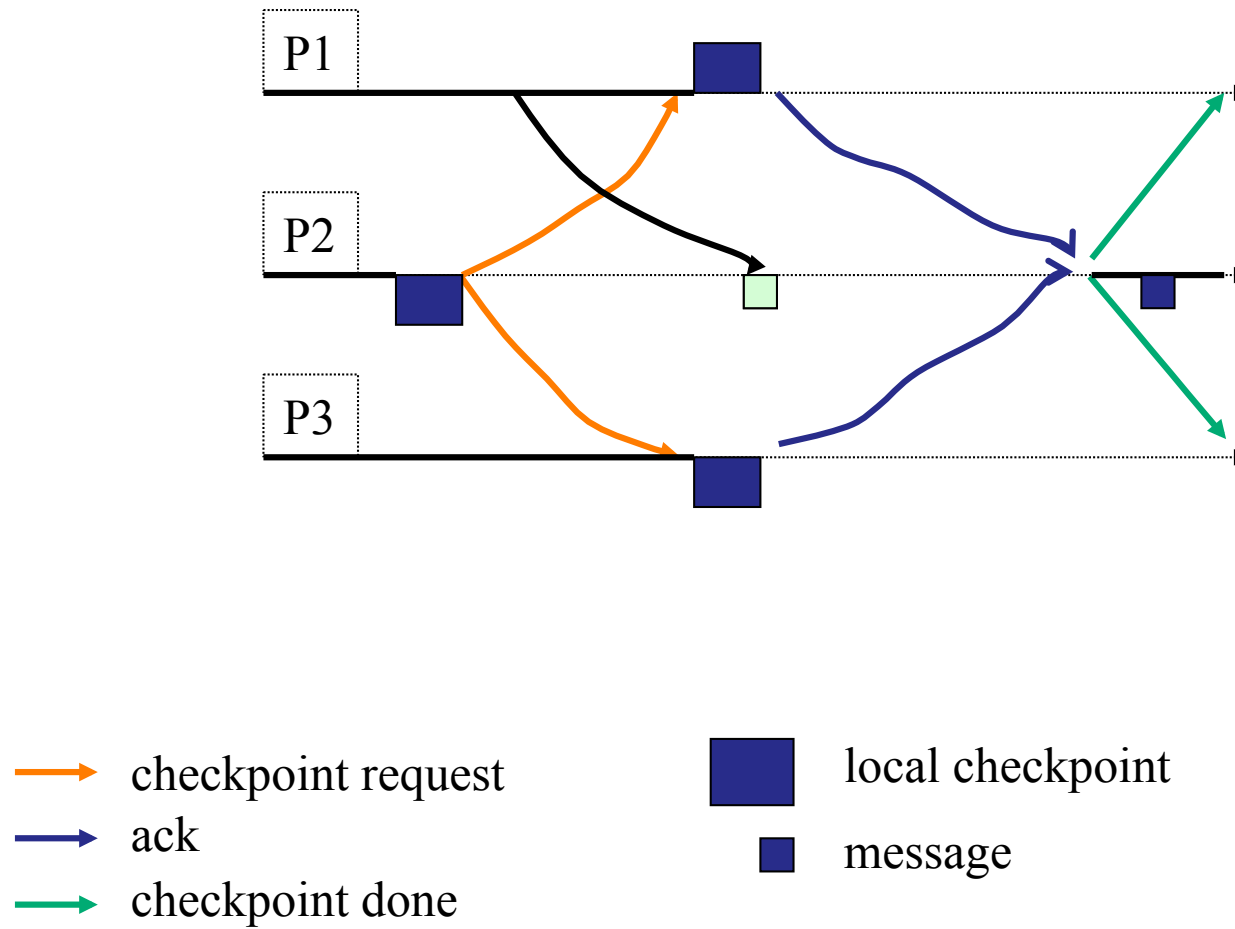 P1
P2
P3
checkpoint request
ack
checkpoint done
local checkpoint
message